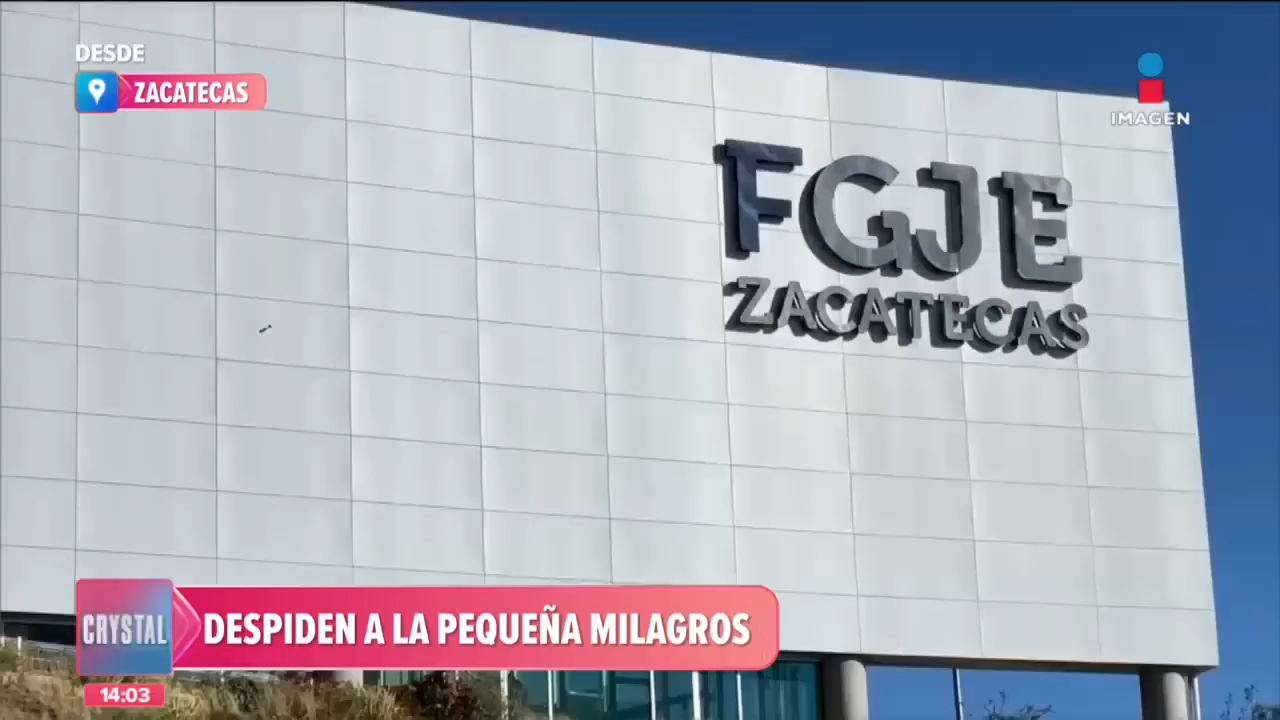 DESDE
ZACATECAS
IMAGEN
FGJE
ZACATECAS
CRYSTAL
DESPIDEN A LA PEQUEÑA MILAGROS
14:03